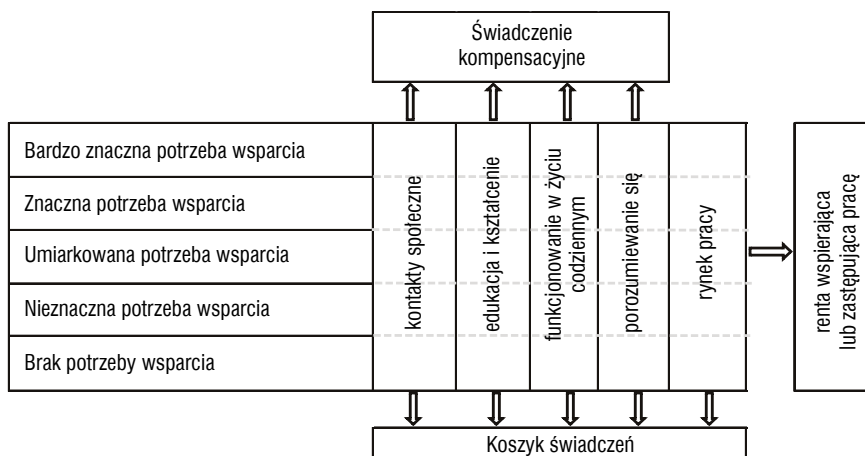 Świadczenie
kompensacyjne
Bardzo znaczna potrzeba wsparcia
Znaczna potrzeba wsparcia
Umiarkowana potrzeba wsparcia
Nieznaczna potrzeba wsparcia
Brak potrzeby wsparcia
kontakty społeczne
edukacja i kształcenie
funkcjonowanie w życiu
codziennym
porozumiewanie się
rynek pracy
renta wspierająca
lub zastępująca pracę
Koszyk świadczeń